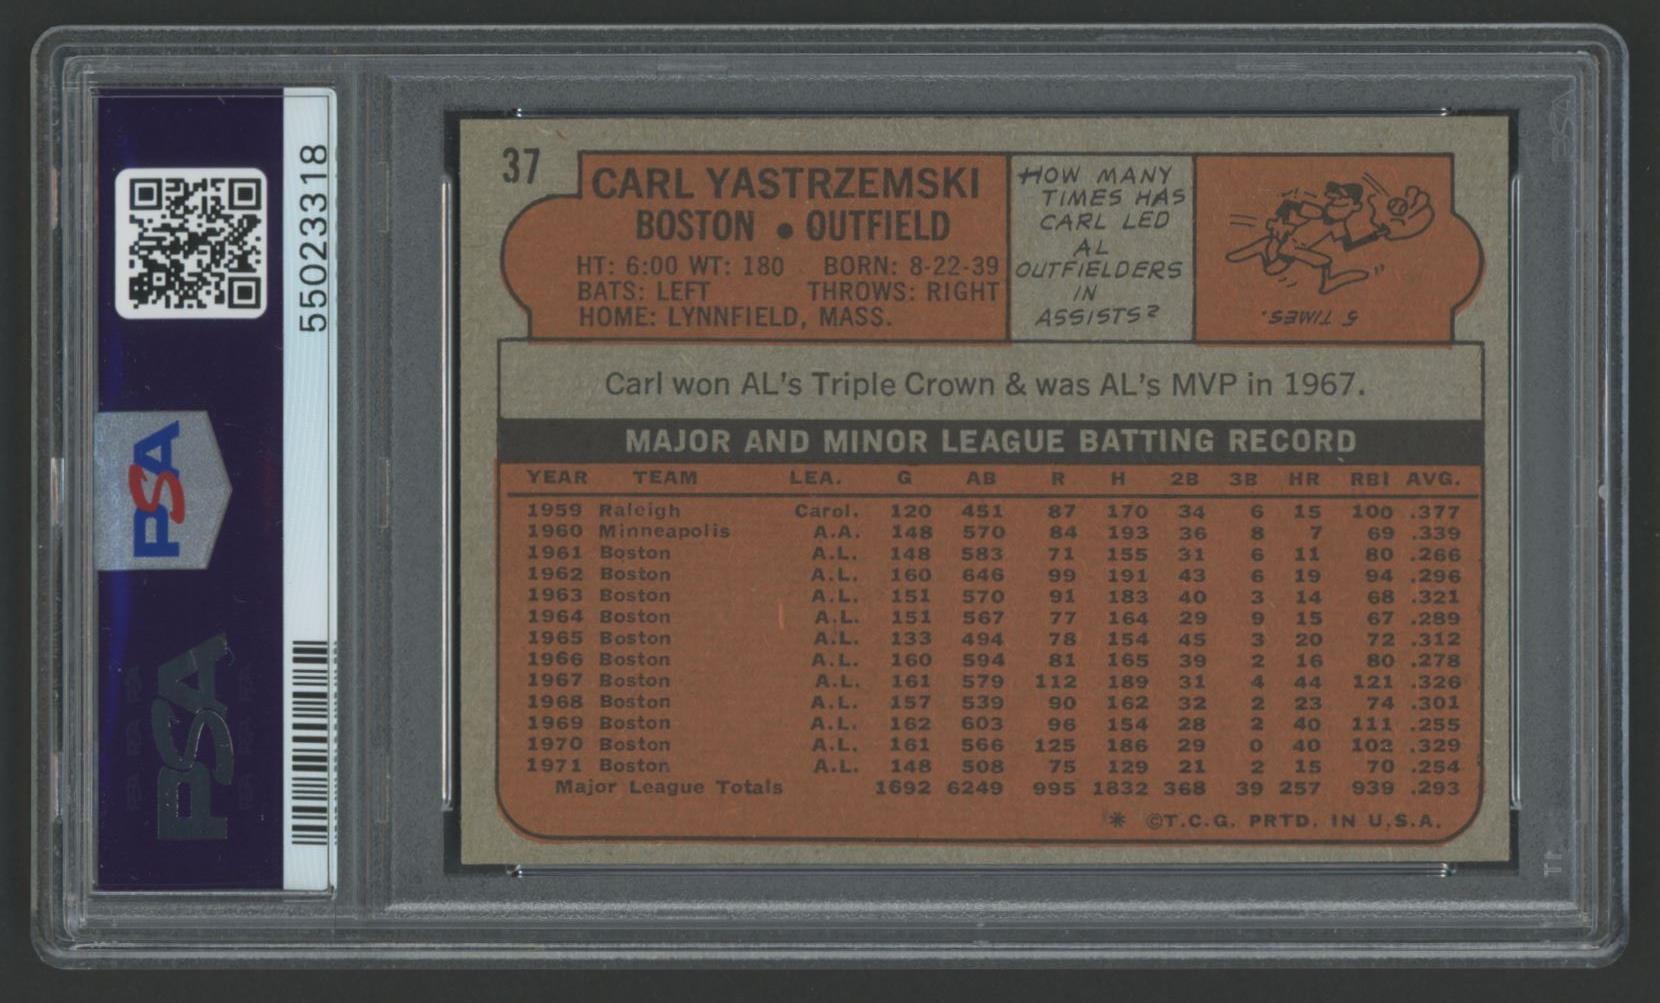 37
CARL YASTRZEMSKI
BOSTON ● OUTFIELD
HT: 6:00 WT: 180 BORN: 8-22-39
BATS: LEFT THROWS: RIGHT
HOME: LYNNFIELD, MASS.
HOW MANY
TIMES HAS
CARL LED
AL
OUTFIELDERS
IN
ASSISTS?
5 TIMES.
Carl won AL's Triple Crown & was AL's MVP in 1967.
MAJOR AND MINOR LEAGUE BATTING RECORD
YEAR TEAM LEA. G AB R H 2B 3B HR RBI AVG.
1959 Raleigh Carol. 120 451 87 170 34 6 15 100 .377
1960 Minneapolis A.A. 148 570 84 193 36 8 7 69 .339
1961 Boston A.L. 148 583 71 155 31 6 11 80 .266
1962 Boston A.L. 160 646 99 191 43 6 19 94 .296
1963 Boston A.L. 151 570 91 183 40 3 14 68 .321
1964 Boston A.L. 151 567 77 164 29 9 15 67 .289
1965 Boston A.L. 133 494 78 154 45 3 20 72 .312
1966 Boston A.L. 160 594 81 165 39 2 16 80 .278
1967 Boston A.L. 161 579 112 189 31 4 44 121 .326
1968 Boston A.L. 157 539 90 162 32 2 23 74 .301
1969 Boston A.L. 162 603 96 154 28 2 40 111 .255
1970 Boston A.L. 161 566 125 186 29 0 40 102 .329
1971 Boston A.L. 148 508 75 129 21 2 15 70 .254
Major League Totals 1692 6249 995 1832 368 39 257 939 .293
* ©T.C.G. PRTD. IN U.S.A.
55023318
PSA
PSA
PSA